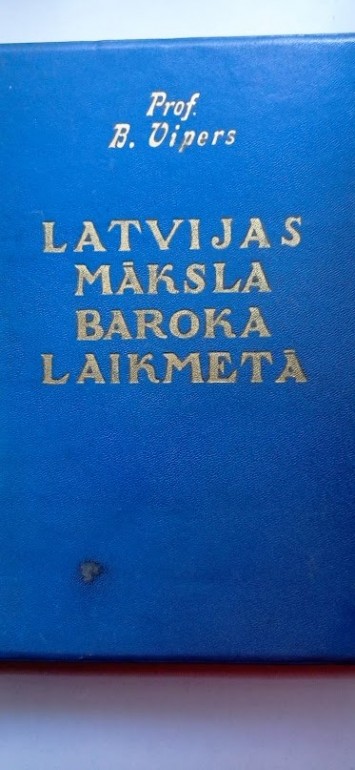 Prof.
B. Vipers
LATVIJAS
MĀKSLA
BAROKA
LAIKMETĀ